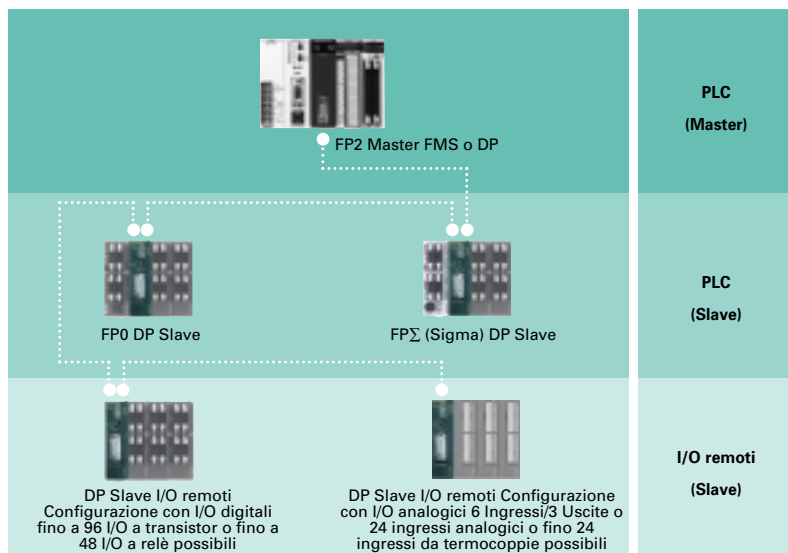 PLC
(Master)
FP2 Master FMS o DP
FP0 DP Slave
FPΣ (Sigma) DP Slave
PLC
(Slave)
DP Slave I/O remoti
Configurazione con I/O digitali
fino a 96 I/O a transistor o fino a
48 I/O a relè possibili
DP Slave I/O remoti Configurazione
con I/O analogici 6 Ingressi/3 Uscite o
24 ingressi analogici o fino 24
ingressi da termocoppie possibili
I/O remoti
(Slave)